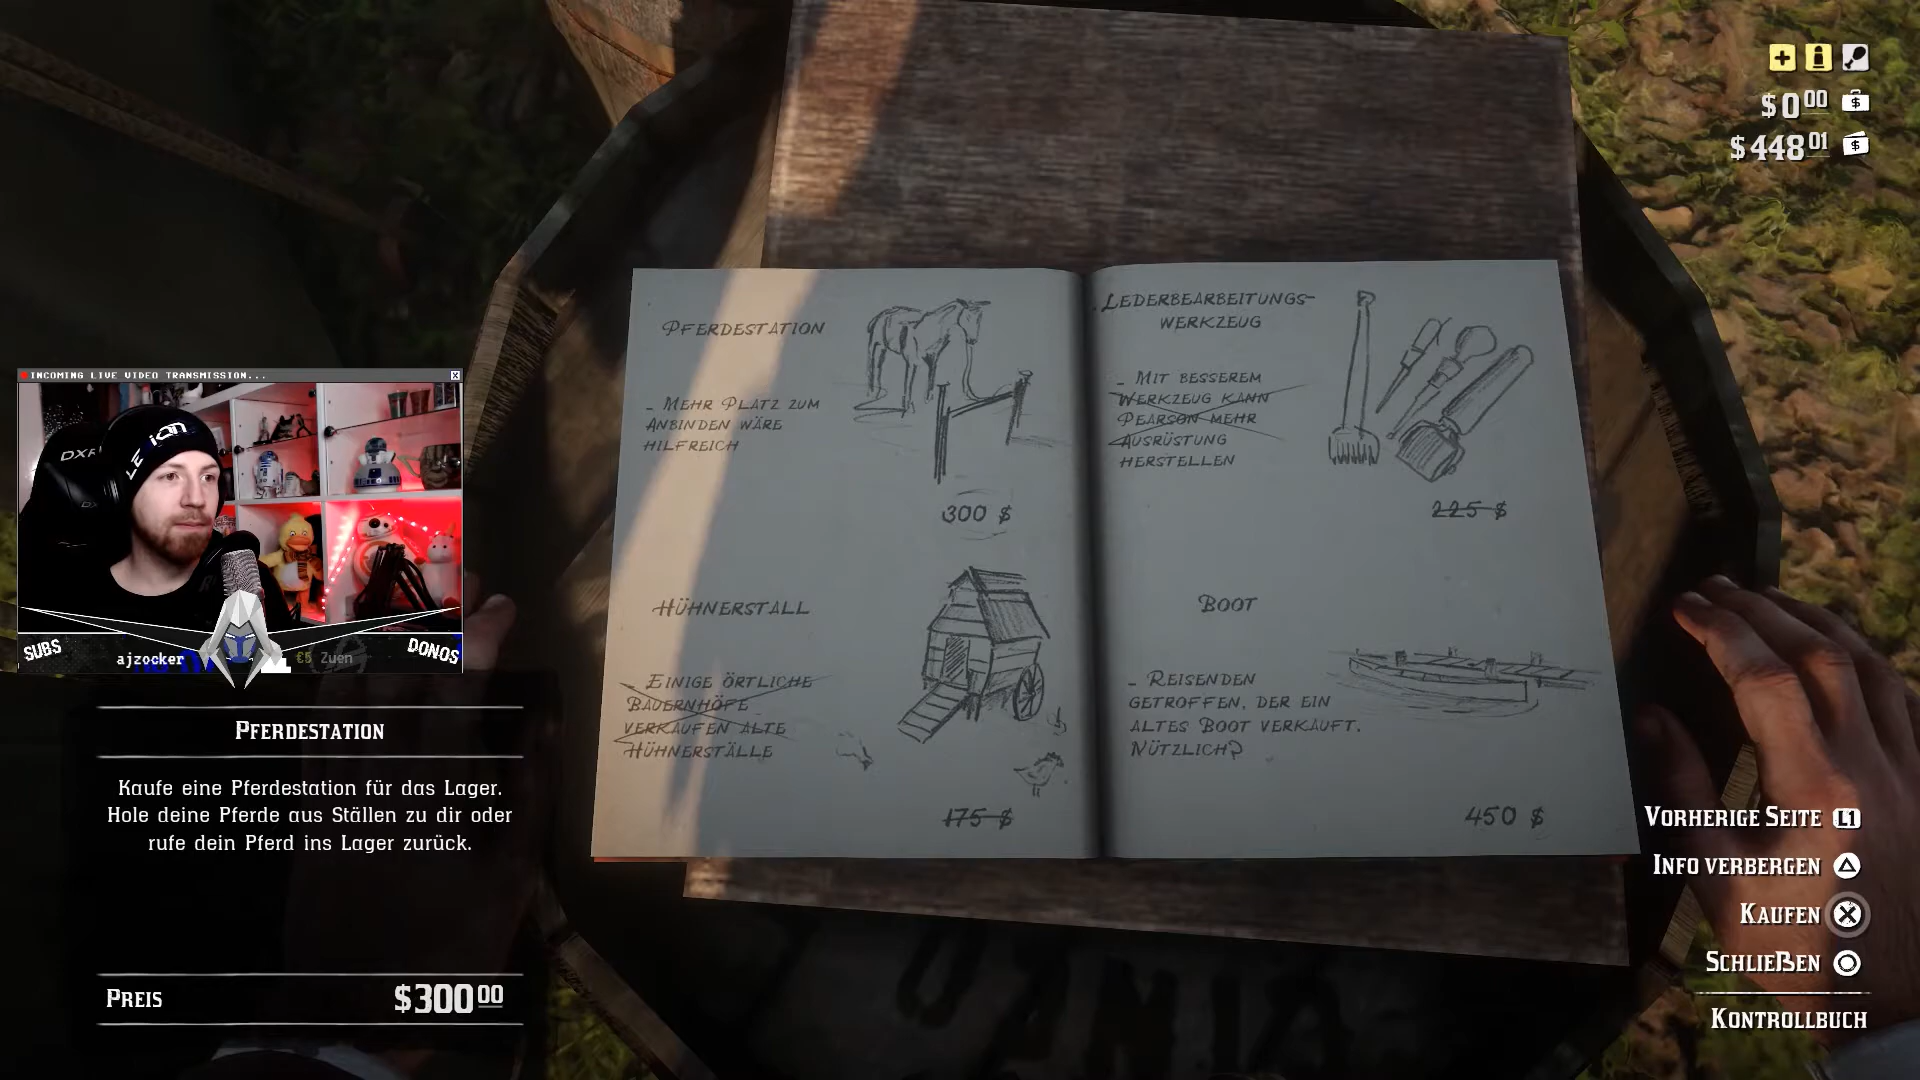 $0 00
$448 01
PFERDESTATION
– MEHR PLATZ ZUM
ANBINDEN WÄRE
HILFREICH
300 $
HÜHNERSTALL
EINIGE ÖRTLICHE
BAUERNHÖFE
VERKAUFEN ALTE
HÜHNERSTÄLLE
175 $
LEDERBEARBEITUNGS-
WERKZEUG
– MIT BESSEREM
WERKZEUG KANN
PEARSON MEHR
AUSRÜSTUNG
HERSTELLEN
225 $
BOOT
– REISENDEN
GETROFFEN, DER EIN
ALTES BOOT VERKAUFT.
NÜTZLICH?
450 $
INCOMING LIVE VIDEO TRANSMISSION...
X
SUBS
ajzocker
€5 Zuen
DONOS
PFERDESTATION
Kaufe eine Pferdestation für das Lager.
Hole deine Pferde aus Ställen zu dir oder
rufe dein Pferd ins Lager zurück.
PREIS
$300 00
VORHERIGE SEITE L1
INFO VERBERGEN
KAUFEN
SCHLIEẞEN
KONTROLLBUCH